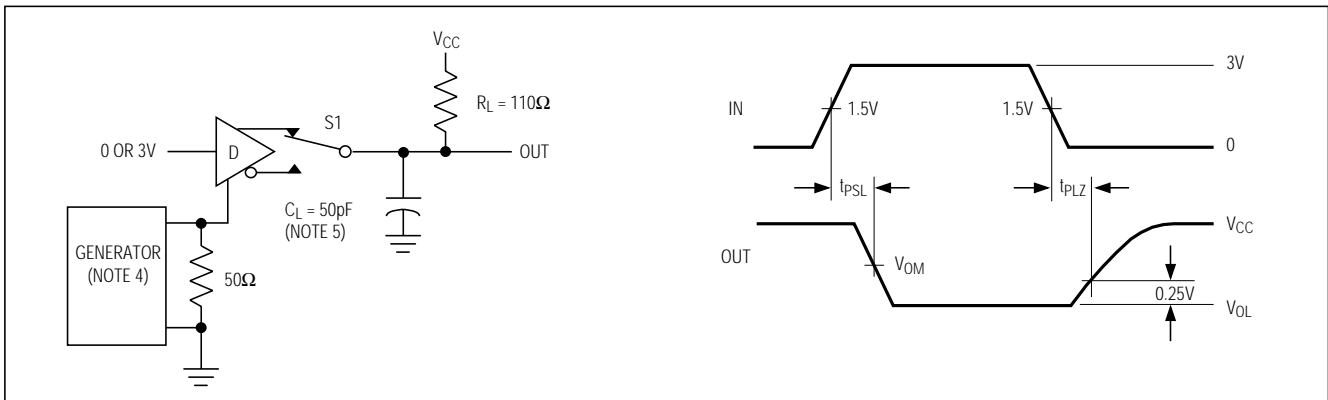 V_CC
R_L = 110Ω
S1
0 OR 3V
D
OUT
C_L = 50pF
(NOTE 5)
GENERATOR
(NOTE 4)
50Ω
3V
IN
1.5V
1.5V
0
t_PSL
t_PLZ
V_CC
OUT
V_OM
0.25V
V_OL